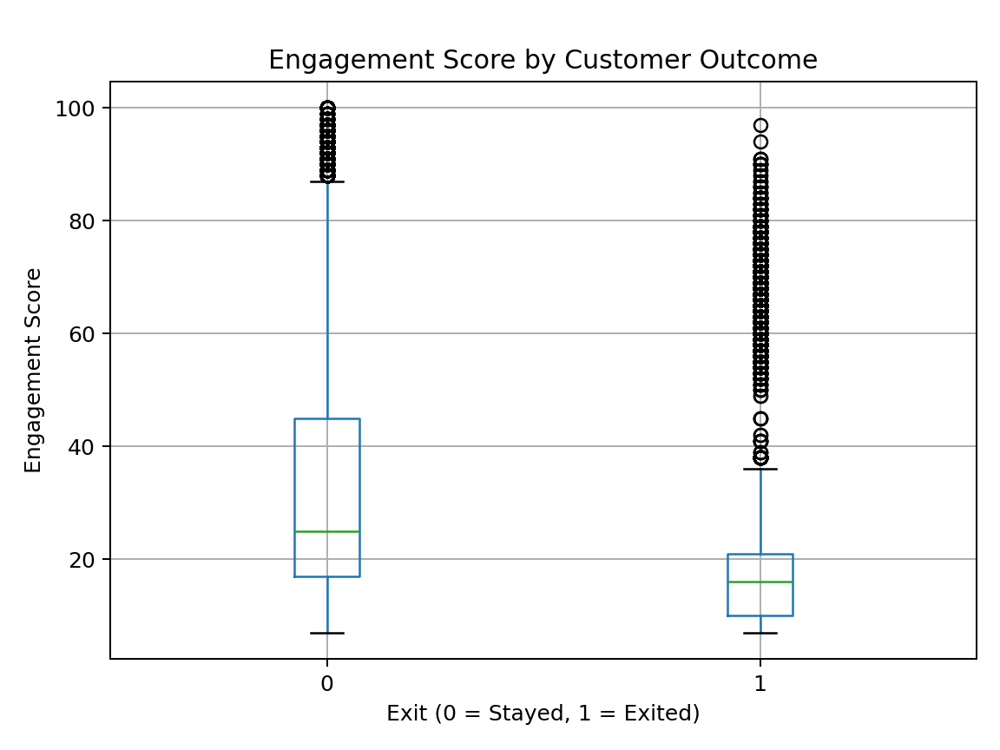 Engagement Score by Customer Outcome
100
80
60
40
20
Engagement Score
0
1
Exit (0 = Stayed, 1 = Exited)